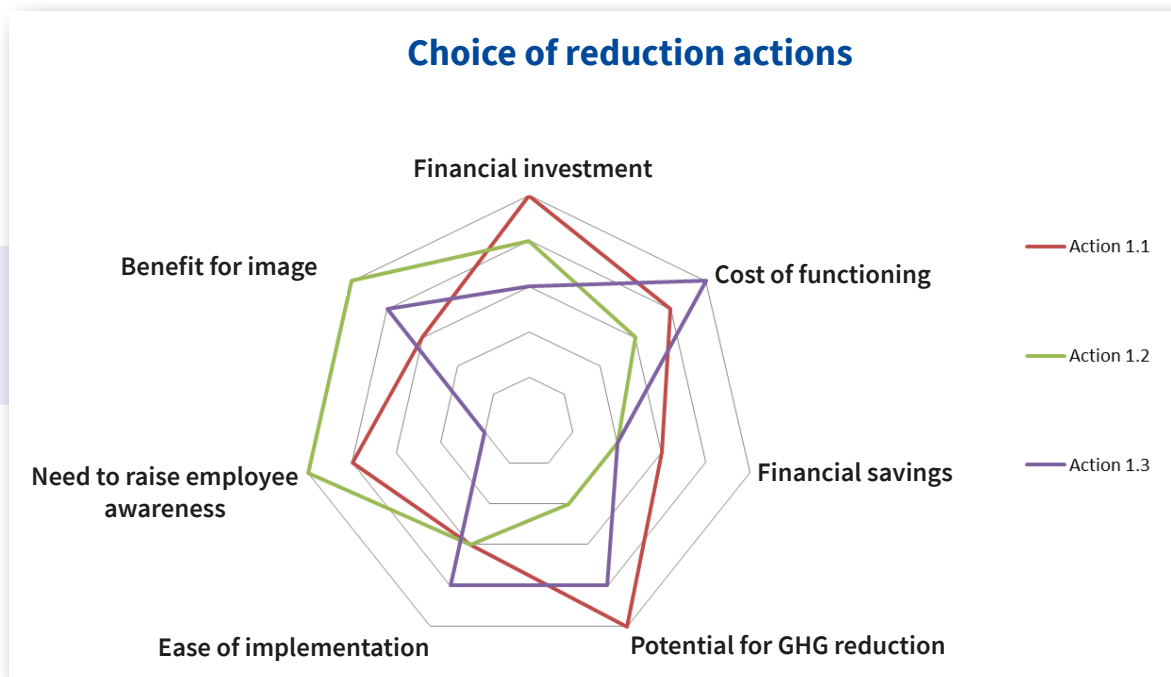 Choice of reduction actions
Financial investment
Benefit for image
Cost of functioning
Need to raise employee
awareness
Financial savings
Ease of implementation
Potential for GHG reduction
Action 1.1
Action 1.2
Action 1.3